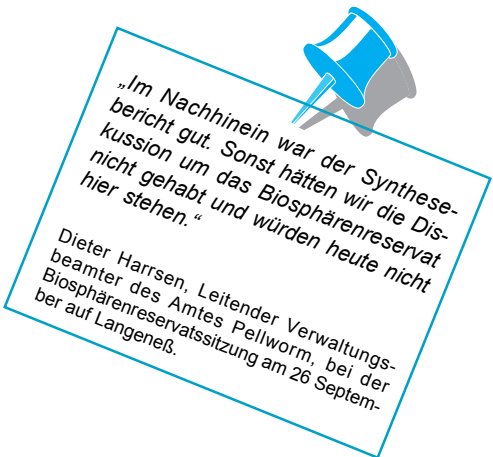 „Im Nachhinein war der Synthese-
bericht gut. Sonst hätten wir die Dis-
kussion um das Biosphärenreservat
nicht gehabt und würden heute nicht
hier stehen.“
Dieter Harrsen, Leitender Verwaltungs-
beamter des Amtes Pellworm, bei der
Biosphärenreservatssitzung am 26 Septem-
ber auf Langeneß.